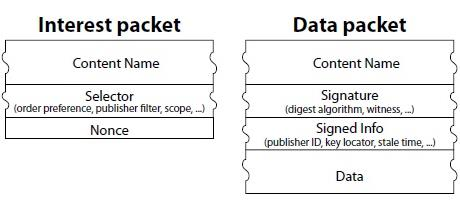 Interest packet
Content Name
Selector
(order preference, publisher filter, scope, ...)
Nonce
Data packet
Content Name
Signature
(digest algorithm, witness, ...)
Signed Info
(publisher ID, key locator, stale time, ...)
Data